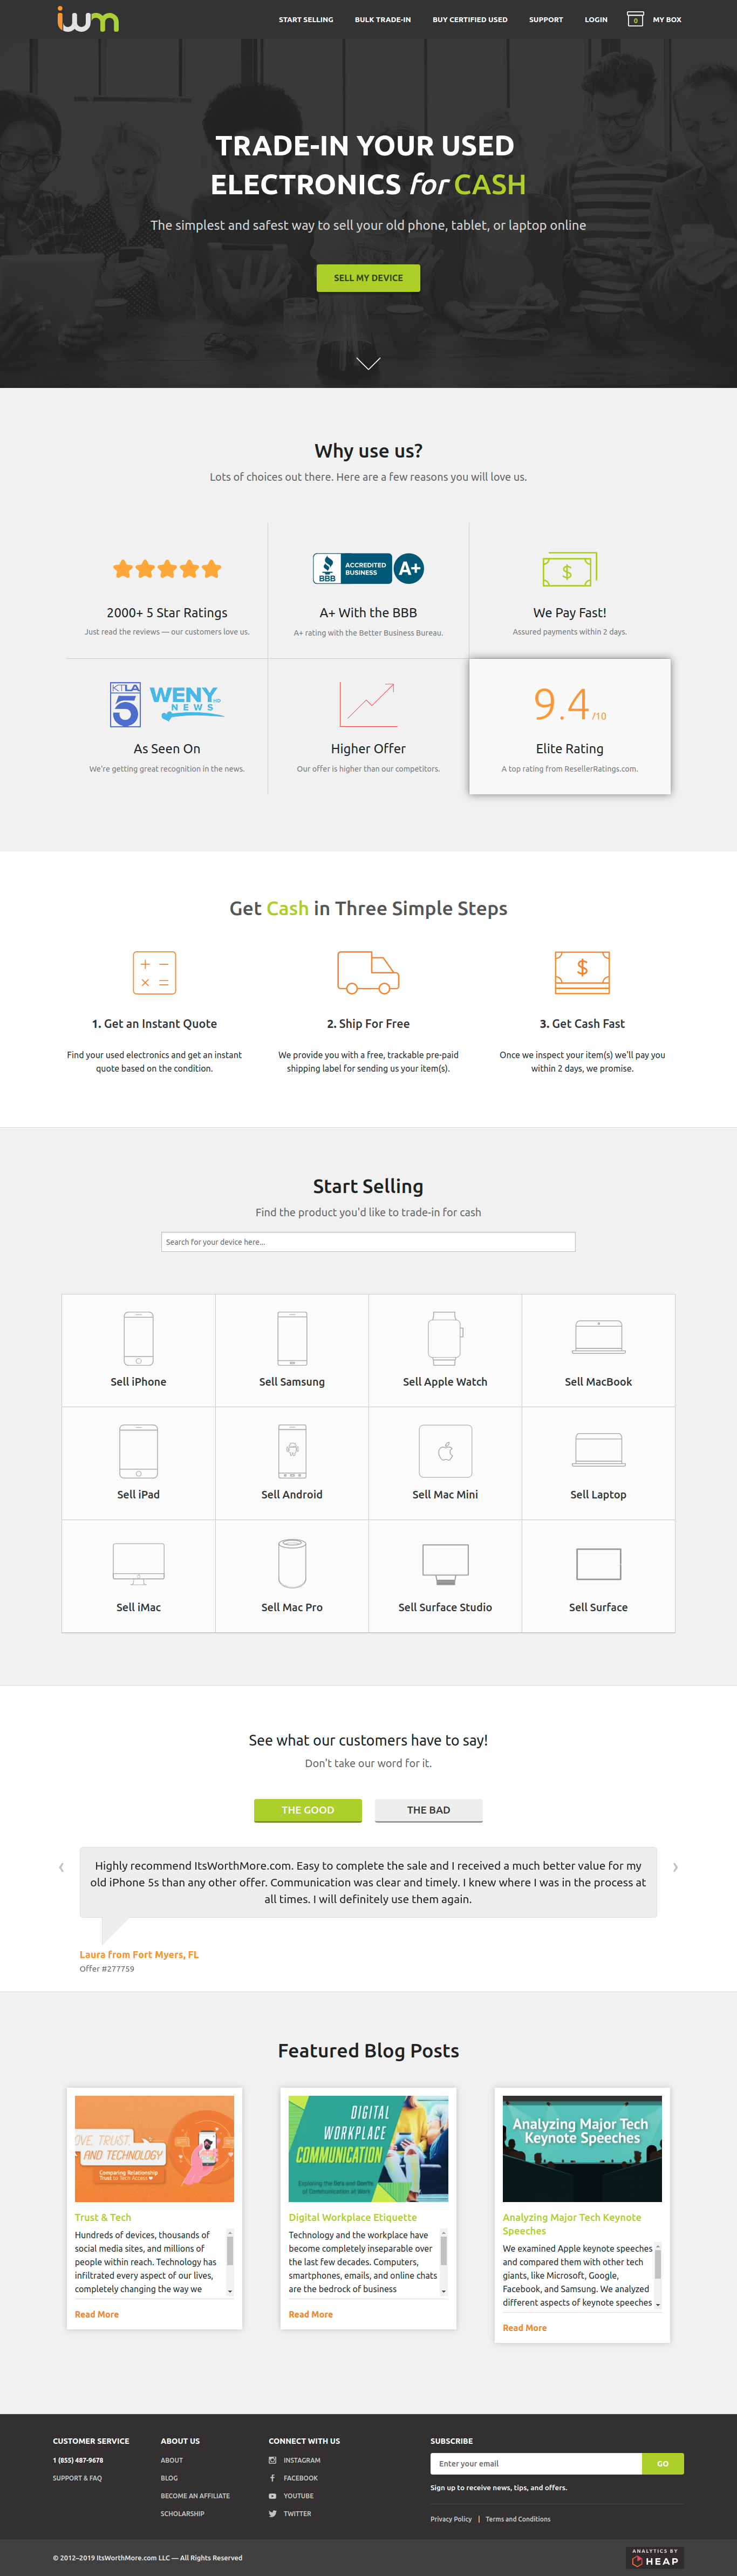 iwm
START SELLING
BULK TRADE-IN
BUY CERTIFIED USED
SUPPORT
LOGIN
0
MY BOX
TRADE-IN YOUR USED
ELECTRONICS for CASH
The simplest and safest way to sell your old phone, tablet, or laptop online
SELL MY DEVICE
Why use us?
Lots of choices out there. Here are a few reasons you will love us.
2000+ 5 Star Ratings
Just read the reviews — our customers love us.
BBB
ACCREDITED
BUSINESS
A+
A+ With the BBB
A+ rating with the Better Business Bureau.
$
We Pay Fast!
Assured payments within 2 days.
KTLA
5
WENY HD
NEWS
As Seen On
We're getting great recognition in the news.
Higher Offer
Our offer is higher than our competitors.
9.4 /10
Elite Rating
A top rating from ResellerRatings.com.
Get Cash in Three Simple Steps
1. Get an Instant Quote
Find your used electronics and get an instant
quote based on the condition.
2. Ship For Free
We provide you with a free, trackable pre-paid
shipping label for sending us your item(s).
$
3. Get Cash Fast
Once we inspect your item(s) we'll pay you
within 2 days, we promise.
Start Selling
Find the product you'd like to trade-in for cash
Search for your device here...
Sell iPhone
Sell Samsung
Sell Apple Watch
Sell MacBook
Sell iPad
Sell Android
Sell Mac Mini
Sell Laptop
Sell iMac
Sell Mac Pro
Sell Surface Studio
Sell Surface
See what our customers have to say!
Don't take our word for it.
THE GOOD
THE BAD
Highly recommend ItsWorthMore.com. Easy to complete the sale and I received a much better value for my
old iPhone 5s than any other offer. Communication was clear and timely. I knew where I was in the process at
all times. I will definitely use them again.
Laura from Fort Myers, FL
Offer #277759
Featured Blog Posts
OVE, TRUST,
AND TECHNOLOGY
Comparing Relationship
Trust to Tech Access
Trust & Tech
Hundreds of devices, thousands of
social media sites, and millions of
people within reach. Technology has
infiltrated every aspect of our lives,
completely changing the way we
Read More
DIGITAL
WORKPLACE
COMMUNICATION
Exploring the Do's and Don'ts
of Communication at Work
Digital Workplace Etiquette
Technology and the workplace have
become completely inseparable over
the last few decades. Computers,
smartphones, emails, and online chats
are the bedrock of business
Read More
Analyzing Major Tech
Keynote Speeches
Analyzing Major Tech Keynote
Speeches
We examined Apple keynote speeches
and compared them with other tech
giants, like Microsoft, Google,
Facebook, and Samsung. We analyzed
different aspects of keynote speeches
Read More
CUSTOMER SERVICE
1 (855) 487-9678
SUPPORT & FAQ
ABOUT US
ABOUT
BLOG
BECOME AN AFFILIATE
SCHOLARSHIP
CONNECT WITH US
INSTAGRAM
FACEBOOK
YOUTUBE
TWITTER
SUBSCRIBE
Enter your email
GO
Sign up to receive news, tips, and offers.
Privacy Policy | Terms and Conditions
© 2012–2019 ItsWorthMore.com LLC — All Rights Reserved
ANALYTICS BY
HEAP